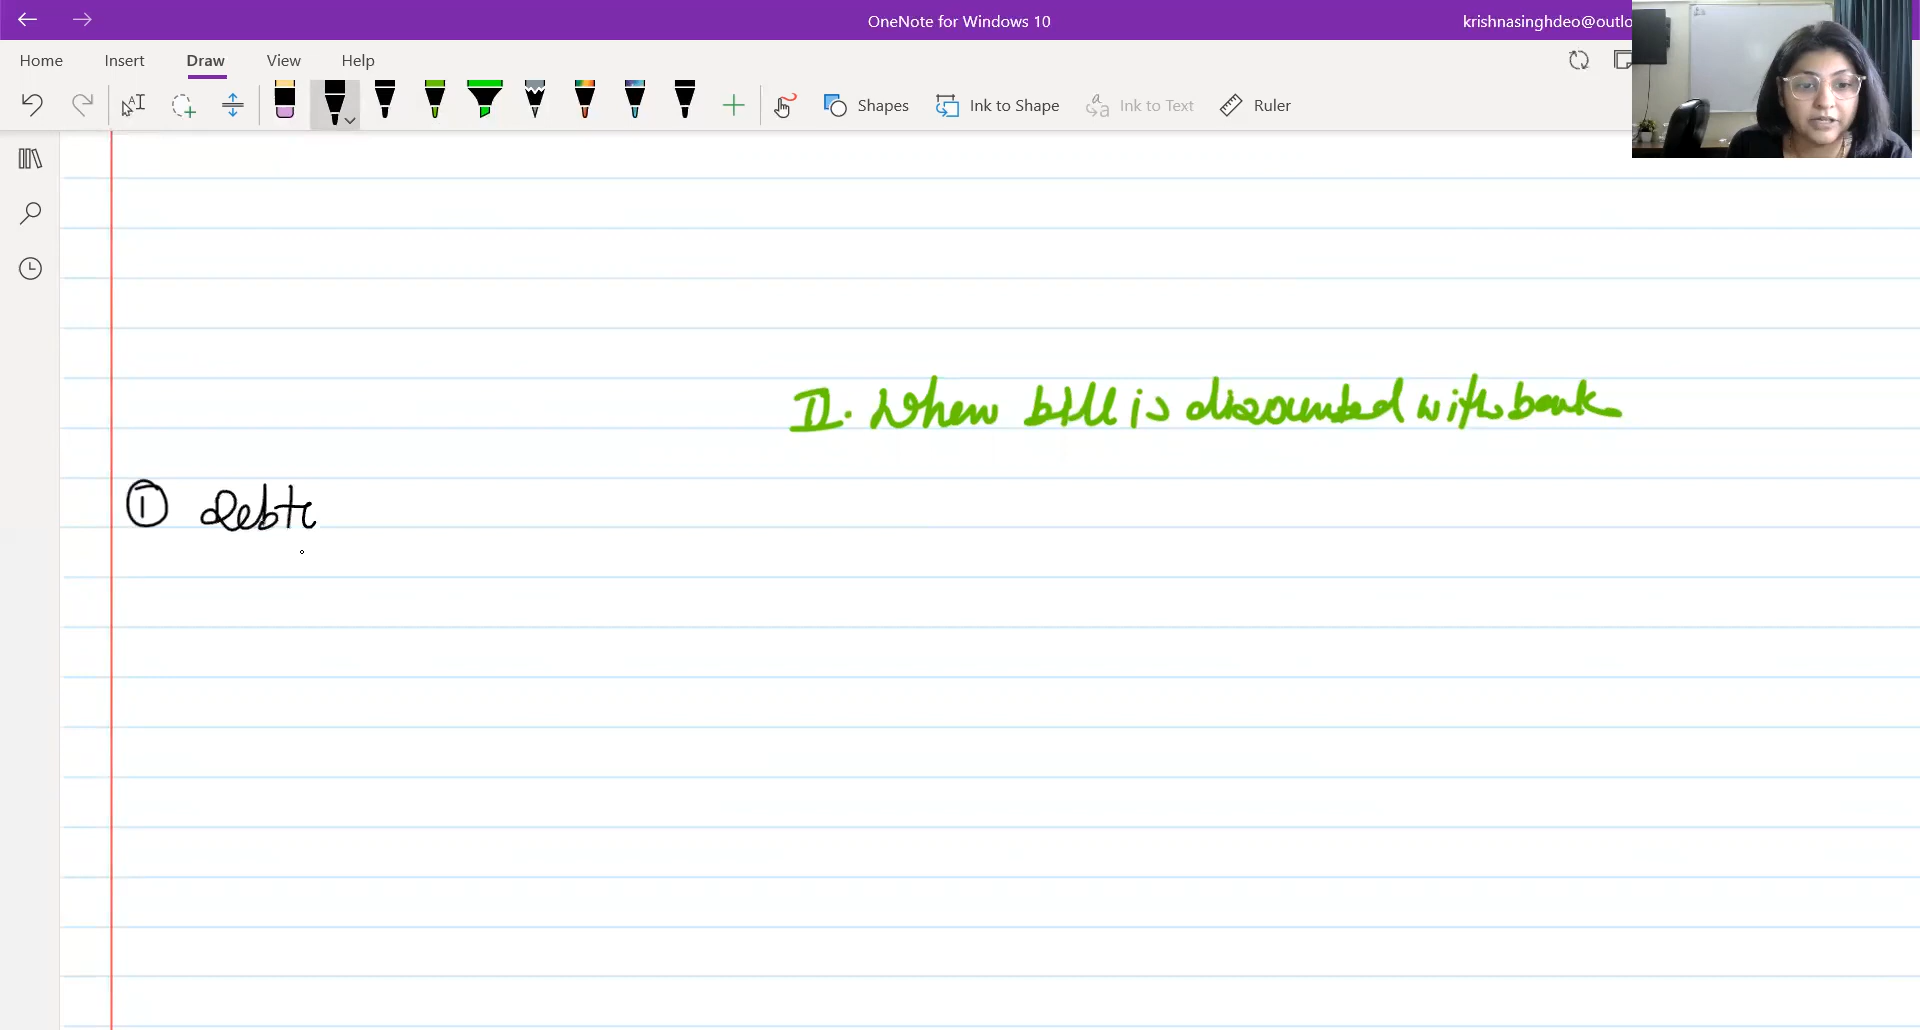 OneNote for Windows 10
krishnasinghdeo@outlo
Home Insert Draw View Help
Shapes Ink to Shape Ink to Text Ruler
II. When bill is discounted with bank
① debtc